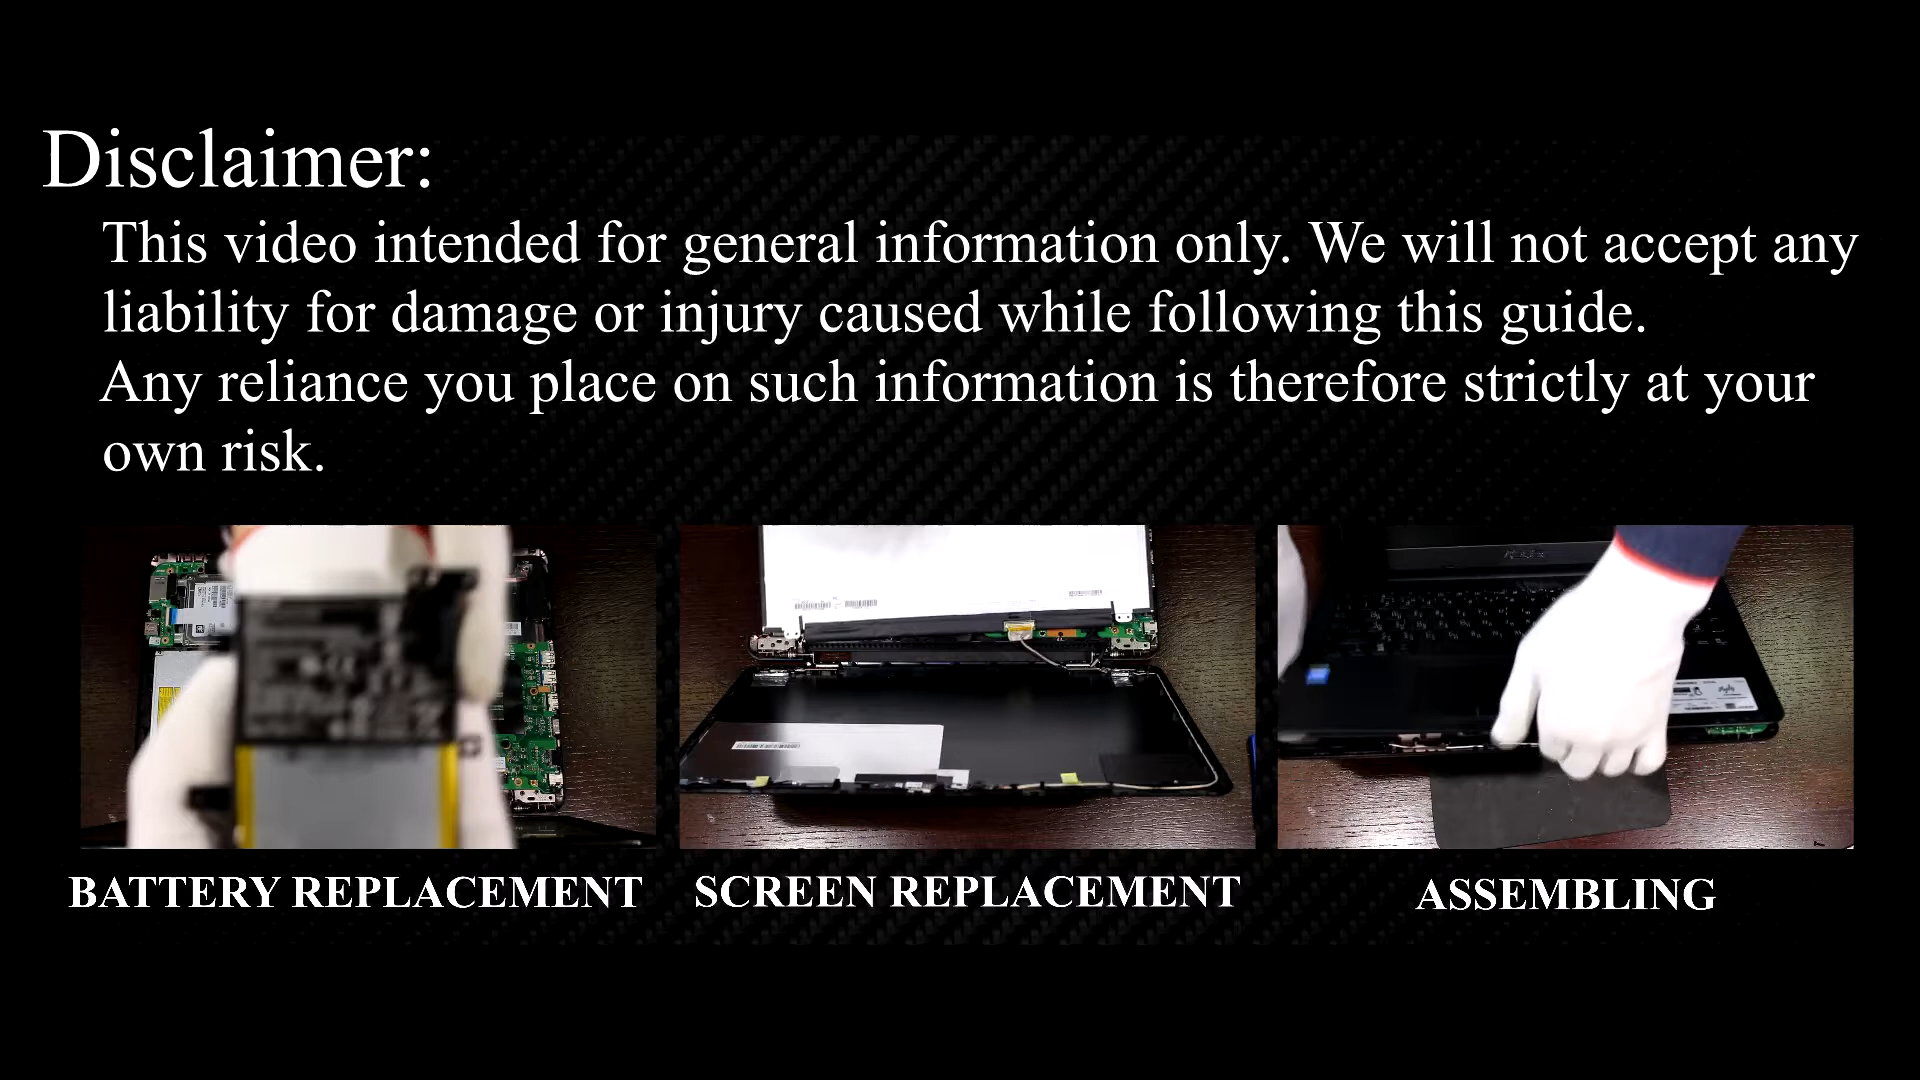 Disclaimer:
This video intended for general information only. We will not accept any
liability for damage or injury caused while following this guide.
Any reliance you place on such information is therefore strictly at your
own risk.
BATTERY REPLACEMENT
SCREEN REPLACEMENT
ASSEMBLING